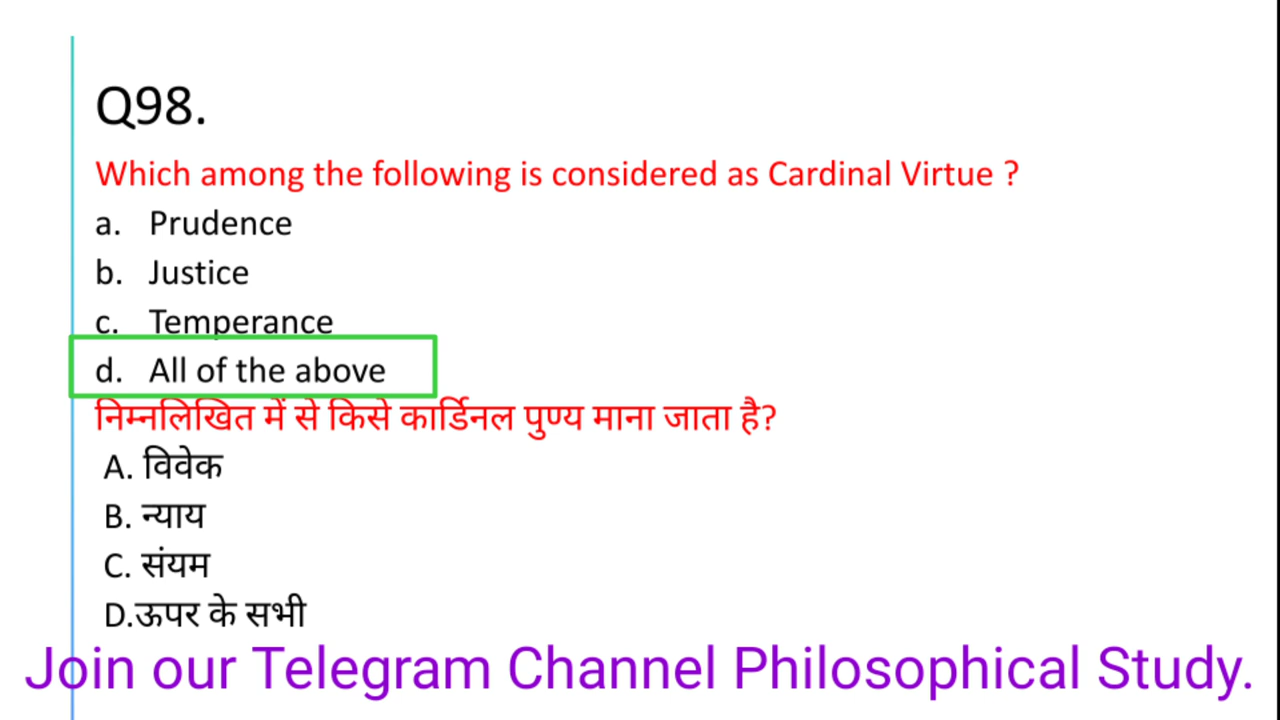 Q98.
Which among the following is considered as Cardinal Virtue ?
a. Prudence
b. Justice
c. Temperance
d. All of the above
निम्नलिखित में से किसे कार्डिनल पुण्य माना जाता है?
A. विवेक
B. न्याय
C. संयम
D.ऊपर के सभी
Join our Telegram Channel Philosophical Study.